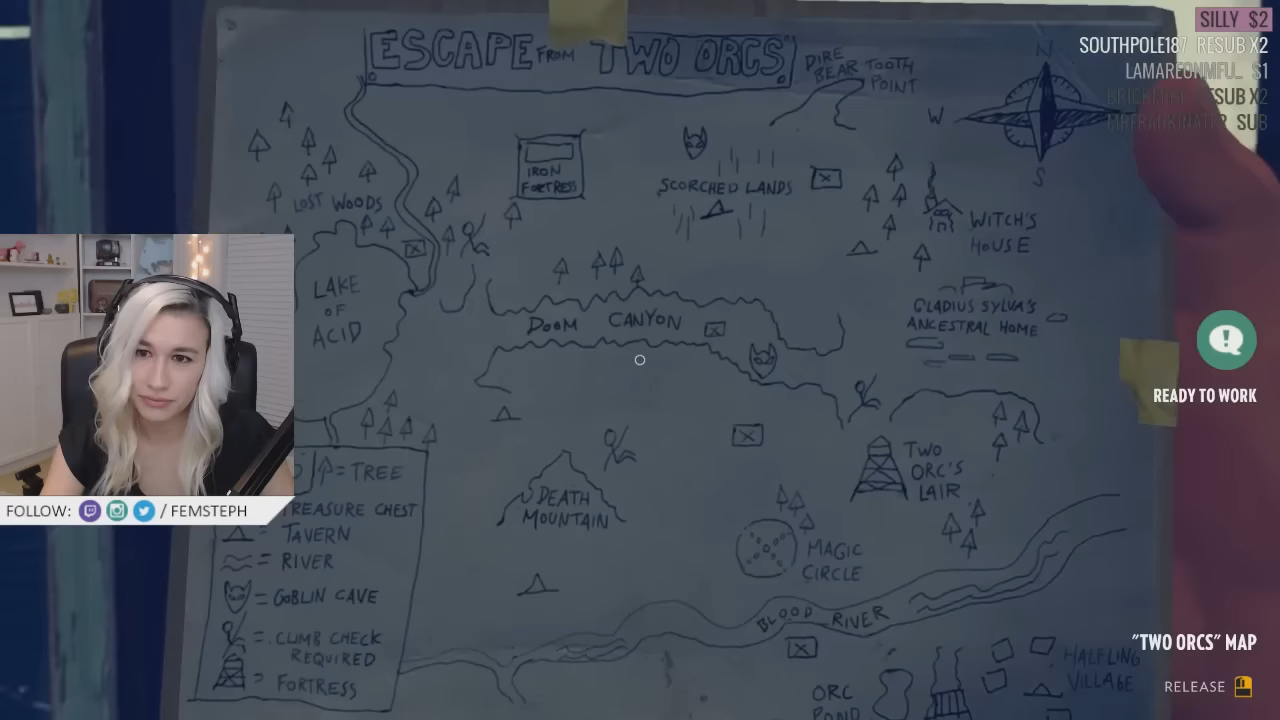 SILLY $2
SOUTHPOLE187 RESUB X2
LAMAREONMFU_ $1
RESUB X2
SUB
ESCAPE FROM TWO ORCS
DIRE
BEAR TOOTH
POINT
N
W
S
IRON
FORTRESS
SCORCHED LANDS
LOST WOODS
WITCH'S
HOUSE
LAKE
OF
ACID
DOOM CANYON
GLADIUS SYLVA'S
ANCESTRAL HOME
READY TO WORK
DEATH
MOUNTAIN
TWO
ORC'S
LAIR
MAGIC
CIRCLE
BLOOD RIVER
= TREE
TREASURE CHEST
= TAVERN
= RIVER
= GOBLIN CAVE
= CLIMB CHECK
REQUIRED
= FORTRESS
FOLLOW: / FEMSTEPH
ORC
POND
HALFLING
VILLAGE
"TWO ORCS" MAP
RELEASE